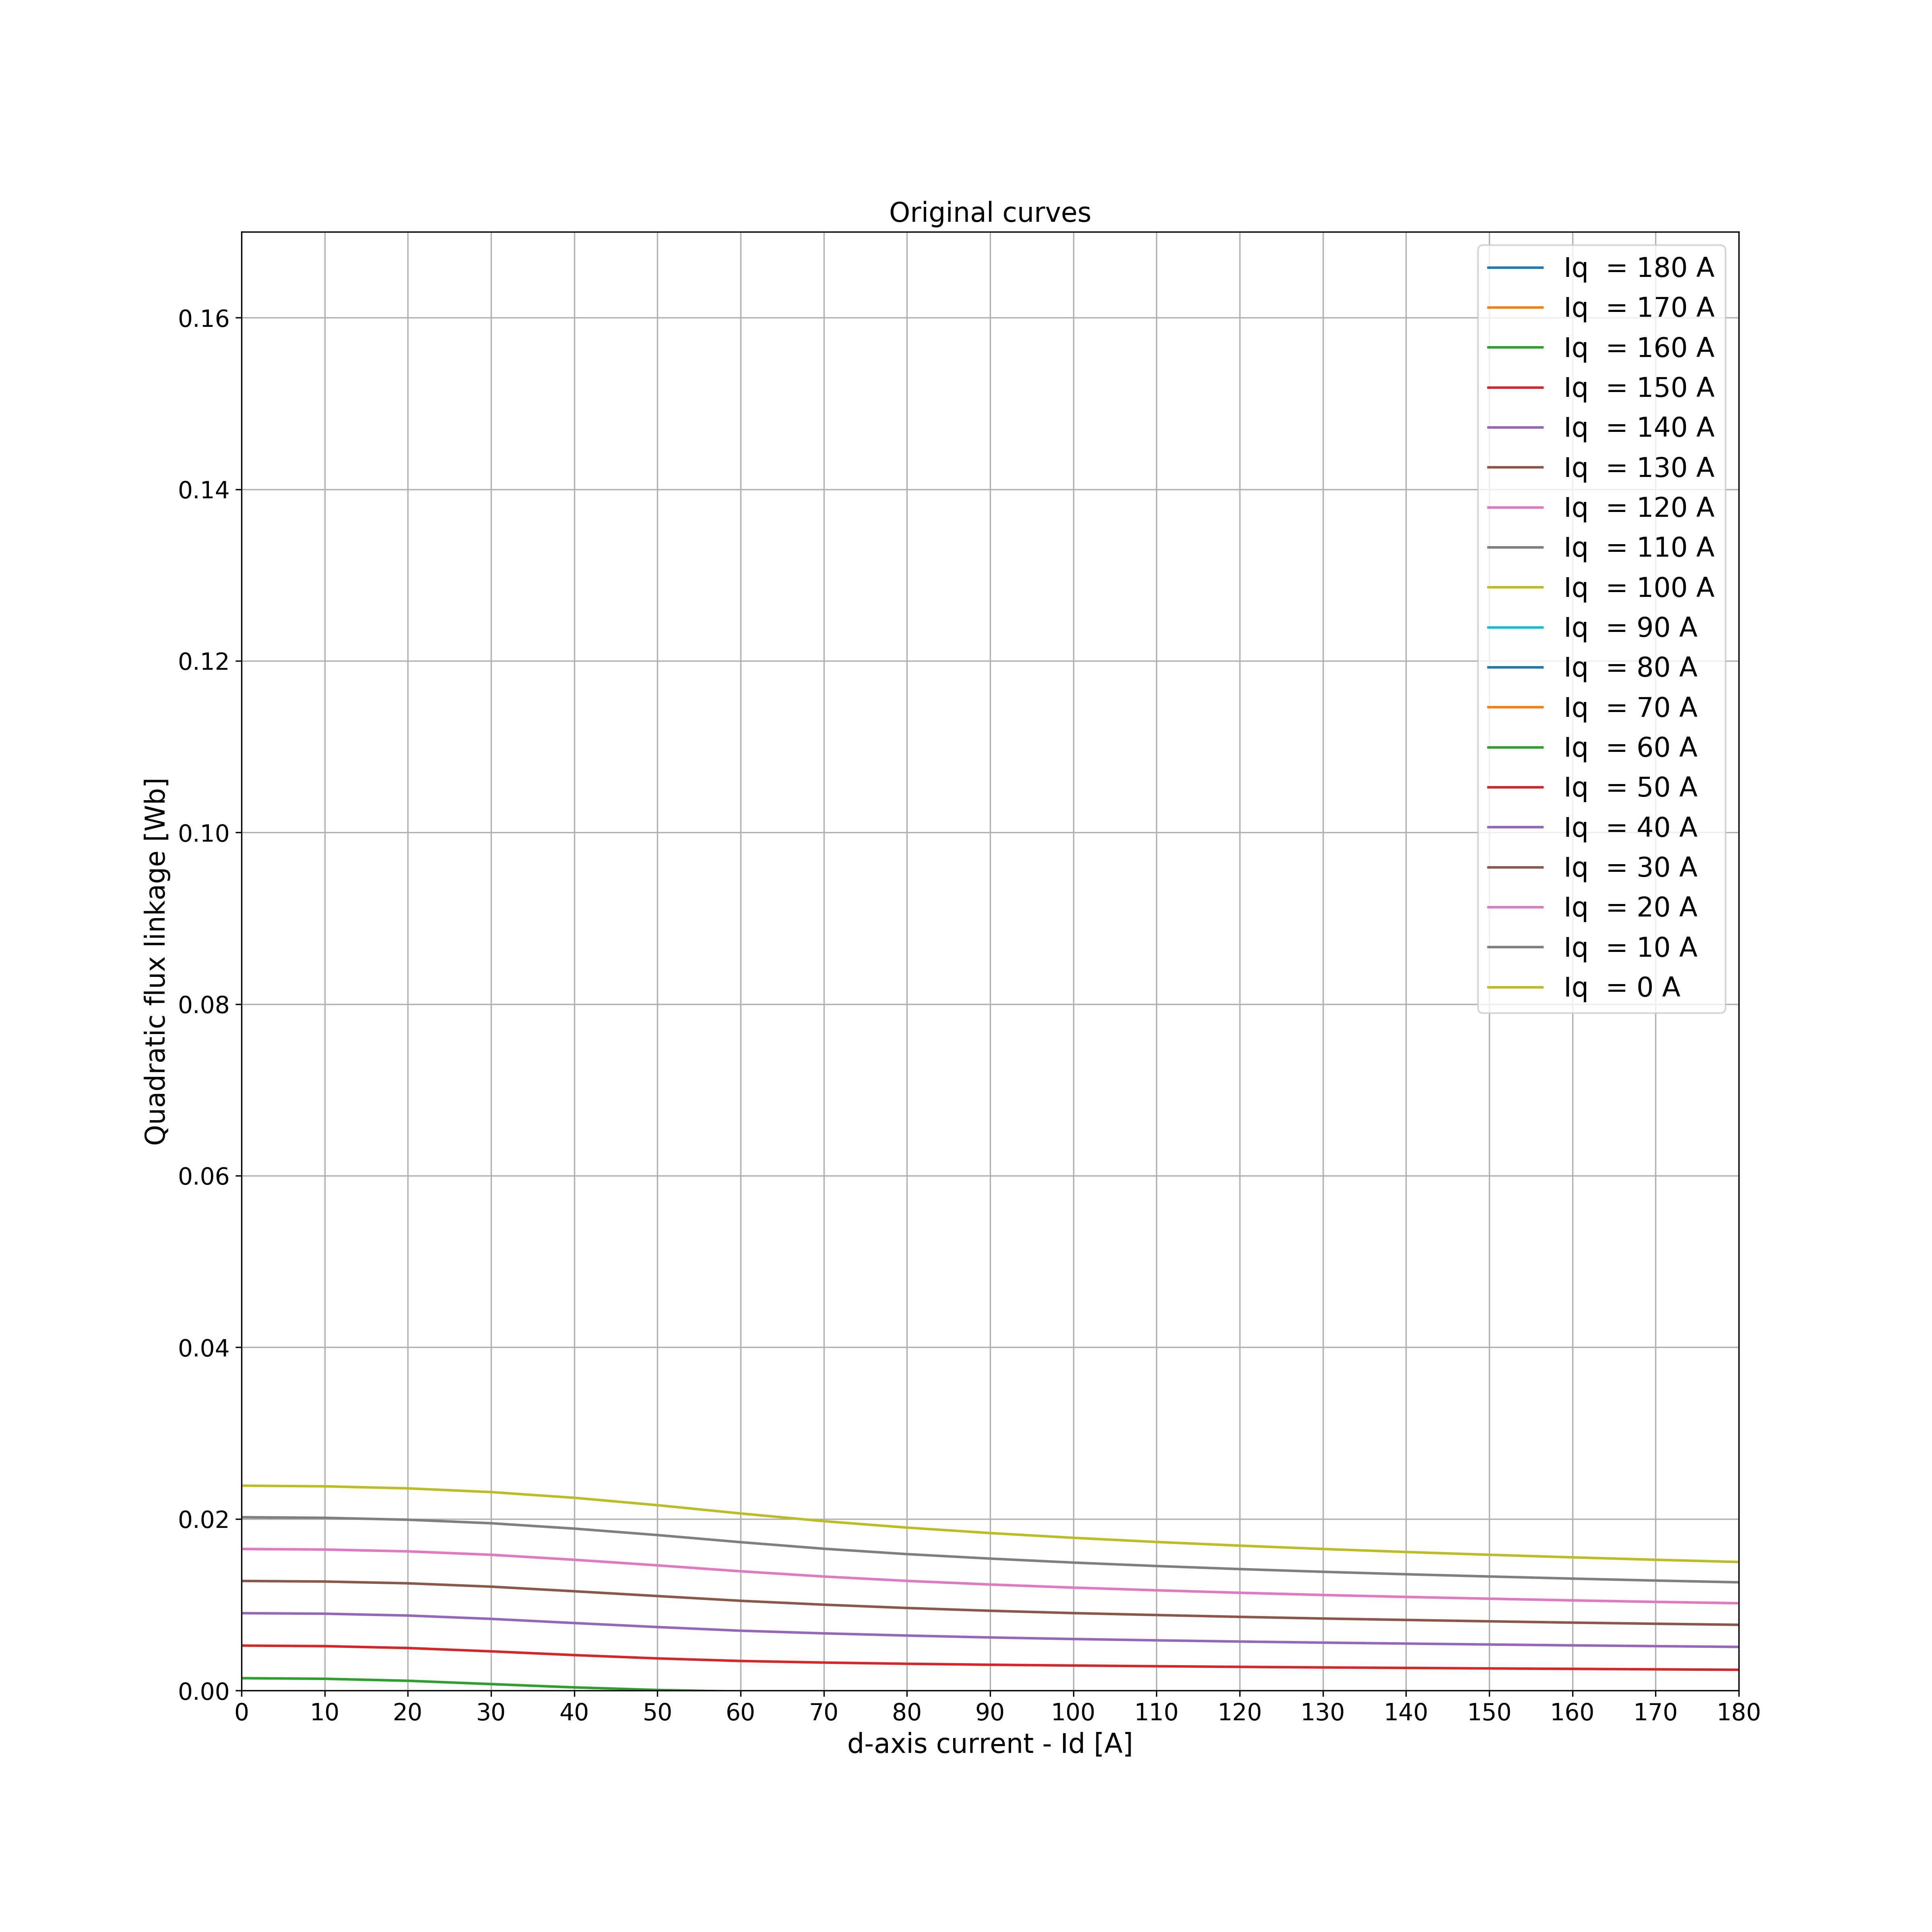 Original curves
Iq = 180 A
Iq = 170 A
Iq = 160 A
Iq = 150 A
Iq = 140 A
Iq = 130 A
Iq = 120 A
Iq = 110 A
Iq = 100 A
Iq = 90 A
Iq = 80 A
Iq = 70 A
Iq = 60 A
Iq = 50 A
Iq = 40 A
Iq = 30 A
Iq = 20 A
Iq = 10 A
Iq = 0 A
Quadratic flux linkage [Wb]
0.16
0.14
0.12
0.10
0.08
0.06
0.04
0.02
0.00
0 10 20 30 40 50 60 70 80 90 100 110 120 130 140 150 160 170 180
d-axis current - Id [A]